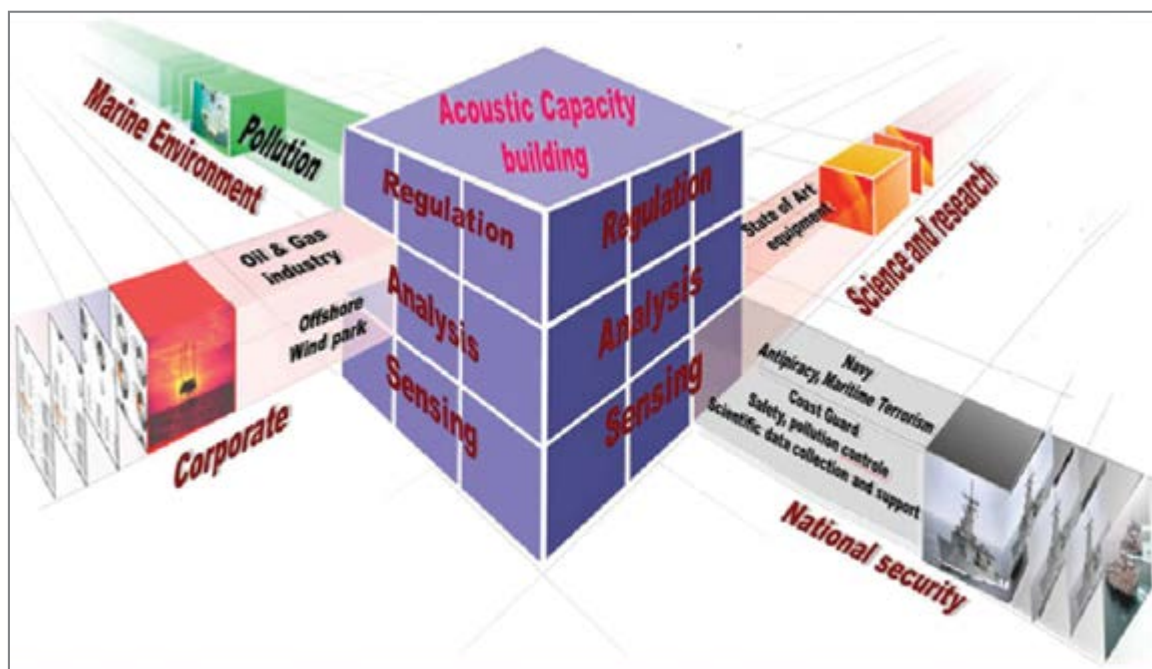 Acoustic Capacity
building
Regulation
Analysis
Sensing
Regulation
Analysis
Sensing
Marine Environment
Pollution
Oil & Gas
industry
Offshore
Wind park
Corporate
State of Art
equipment
Science and research
Navy
Antipiracy, Maritime Terrorism
Coast Guard
Safety, pollution controle
Scientific data collection and support
National security